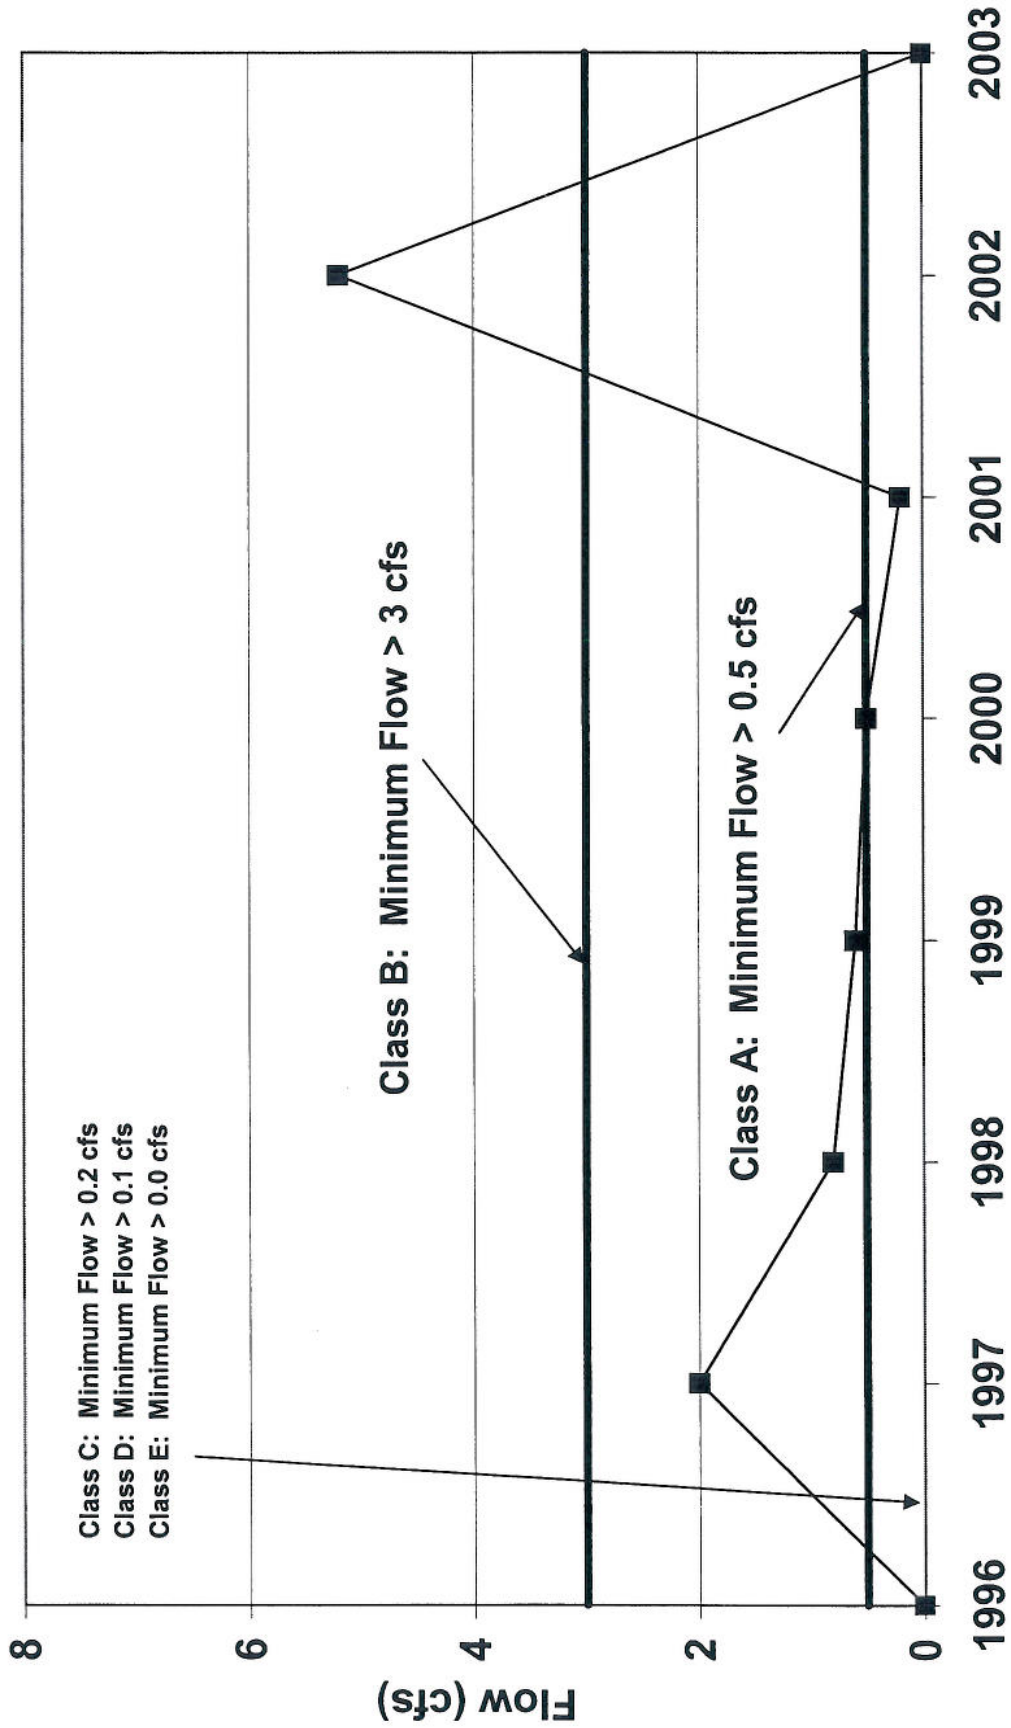 Class C: Minimum Flow > 0.2 cfs
Class D: Minimum Flow > 0.1 cfs
Class E: Minimum Flow > 0.0 cfs
Class B: Minimum Flow > 3 cfs
Class A: Minimum Flow > 0.5 cfs
Flow (cfs)
8
6
4
2
0
1996
1997
1998
1999
2000
2001
2002
2003